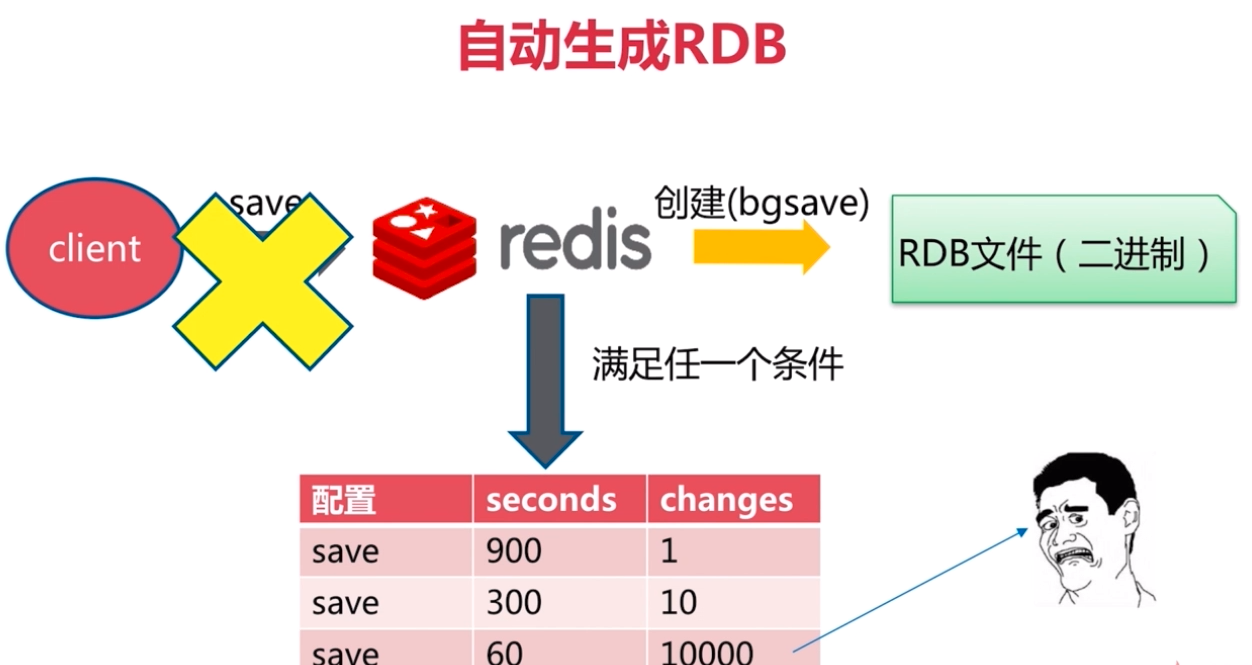 自动生成RDB
client
save
redis
创建(bgsave)
RDB文件（二进制）
满足任一个条件
配置 seconds changes
save 900 1
save 300 10
save 60 10000